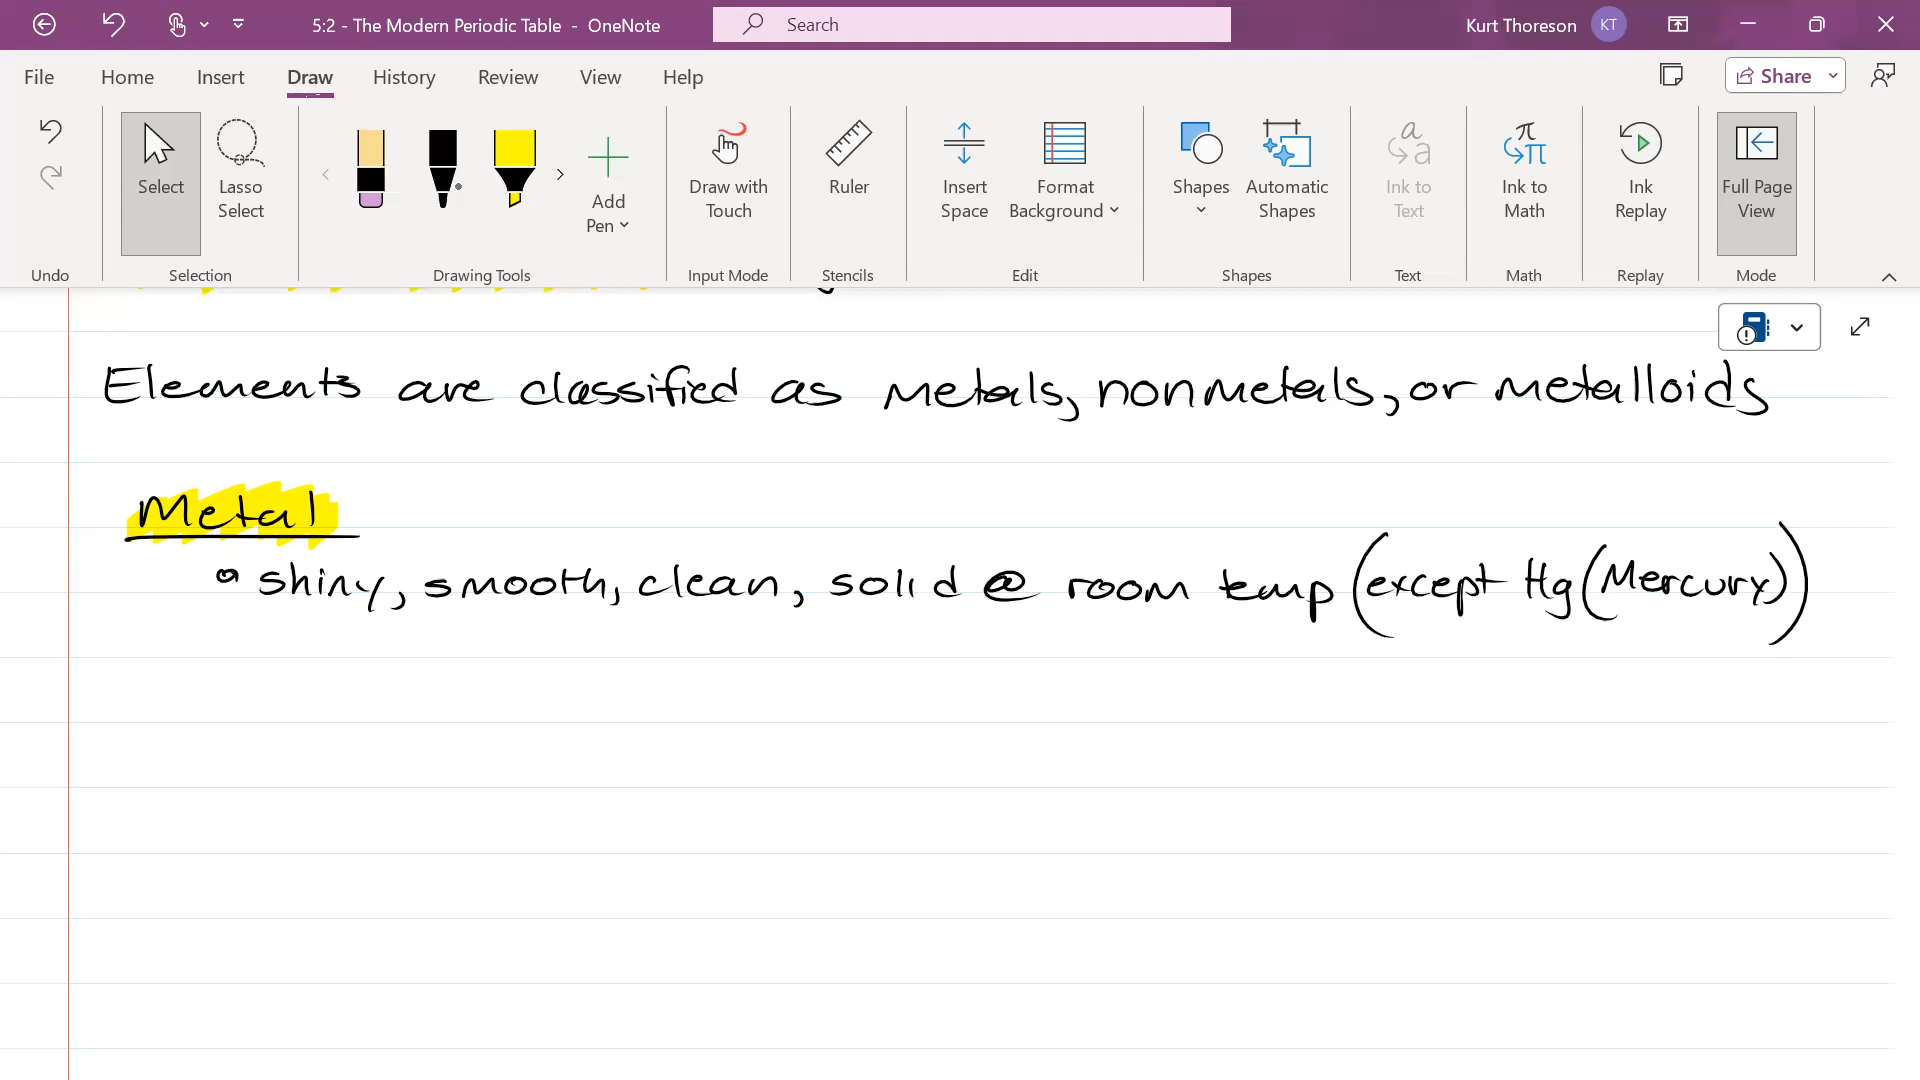 5:2 - The Modern Periodic Table - OneNote
Search
Kurt Thoreson
KT
File Home Insert Draw History Review View Help
Share
Select
Lasso Select
Add Pen
Draw with Touch
Ruler
Insert Space
Format Background
Shapes
Automatic Shapes
Ink to Text
Ink to Math
Ink Replay
Full Page View
Undo
Selection
Drawing Tools
Input Mode
Stencils
Edit
Shapes
Text
Math
Replay
Mode
Elements are classified as metals, nonmetals, or metalloids
Metal
shiny, smooth, clean, solid @ room temp (except Hg (Mercury))